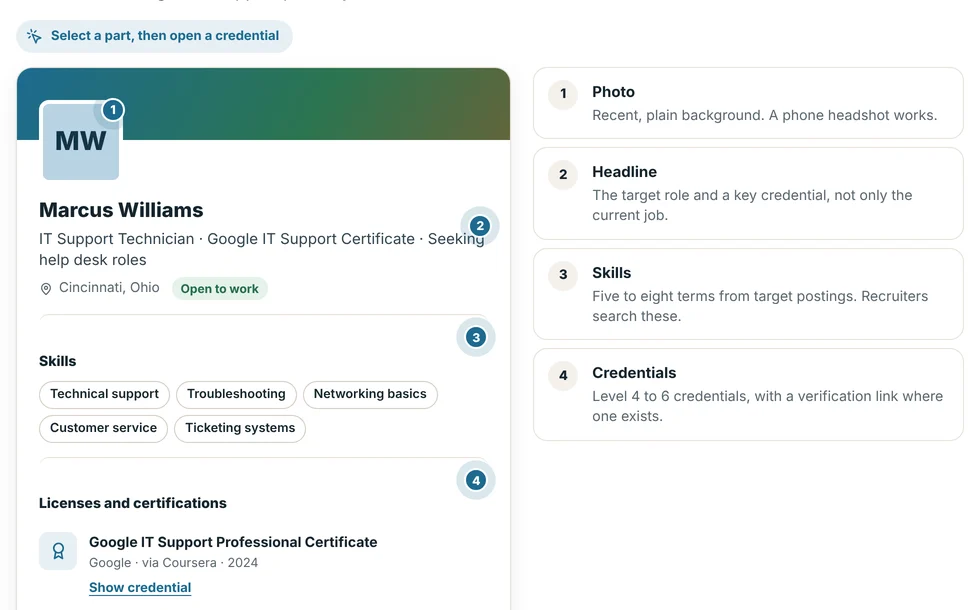 Select a part, then open a credential
1
MW
Marcus Williams
2
IT Support Technician · Google IT Support Certificate · Seeking
help desk roles
Cincinnati, Ohio
Open to work
3
Skills
Technical support
Troubleshooting
Networking basics
Customer service
Ticketing systems
4
Licenses and certifications
Google IT Support Professional Certificate
Google · via Coursera · 2024
Show credential
1
Photo
Recent, plain background. A phone headshot works.
2
Headline
The target role and a key credential, not only the
current job.
3
Skills
Five to eight terms from target postings. Recruiters
search these.
4
Credentials
Level 4 to 6 credentials, with a verification link where
one exists.